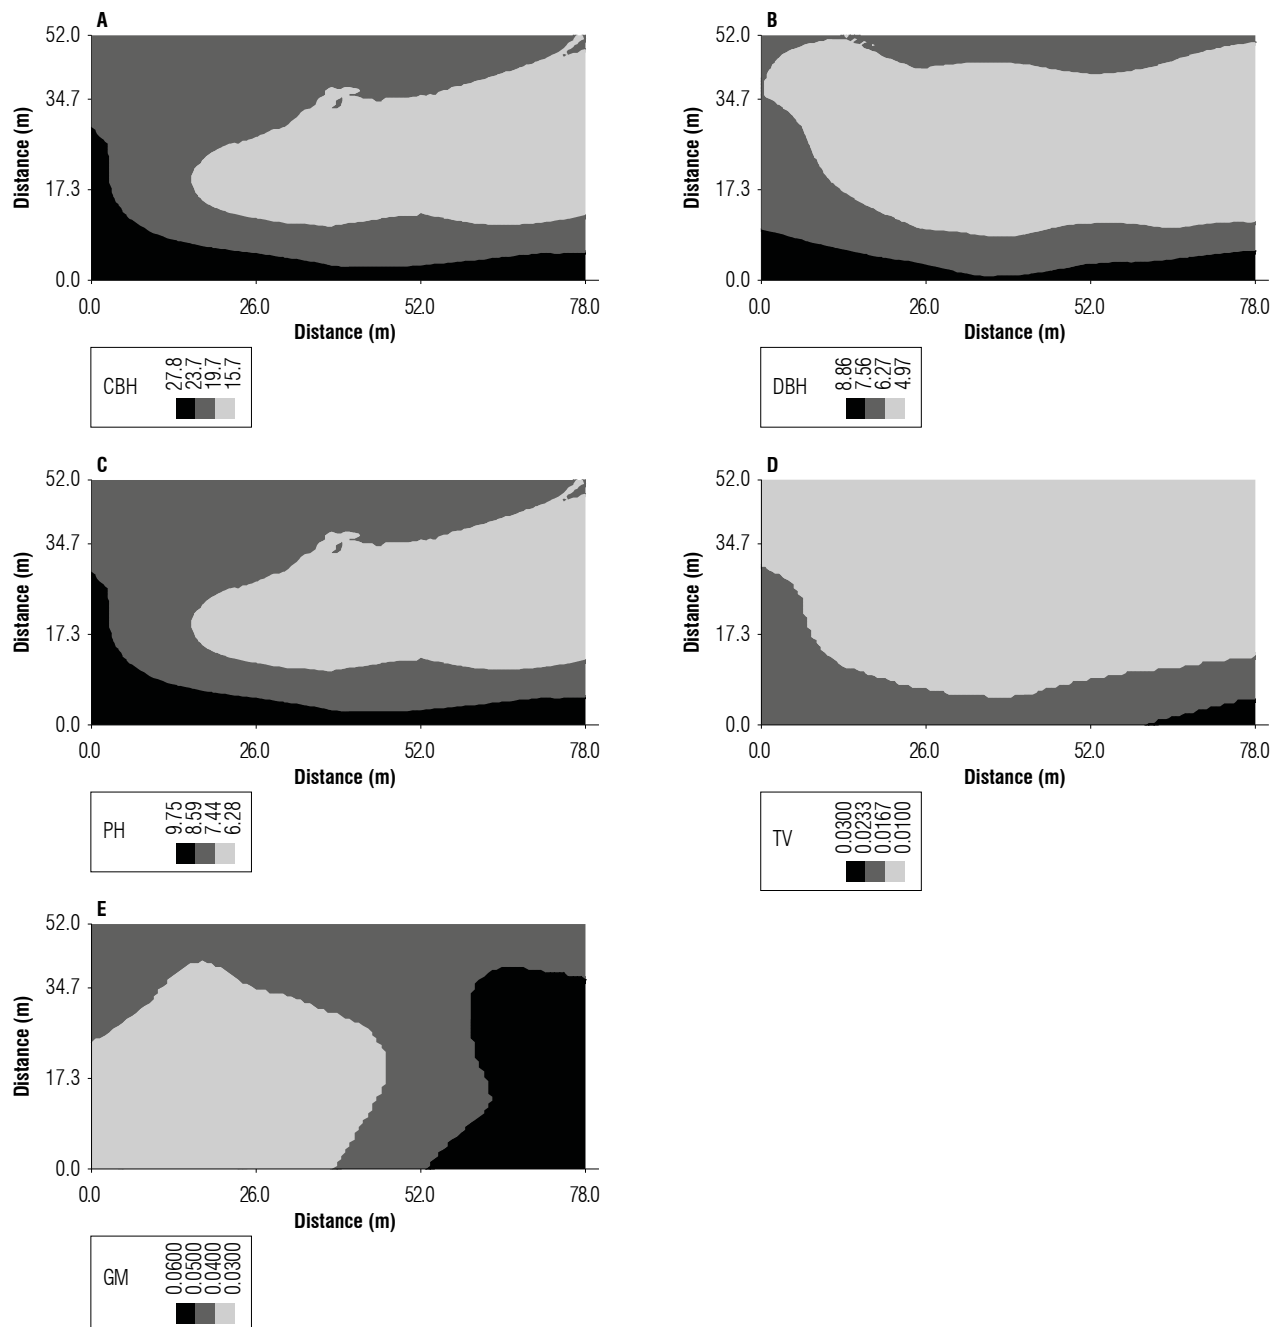 A
52.0
34.7
17.3
0.0
Distance (m)
0.0 26.0 52.0 78.0
Distance (m)
CBH 27.8 23.7 19.7 15.7
B
52.0
34.7
17.3
0.0
Distance (m)
0.0 26.0 52.0 78.0
Distance (m)
DBH 8.86 7.56 6.27 4.97
C
52.0
34.7
17.3
0.0
Distance (m)
0.0 26.0 52.0 78.0
Distance (m)
PH 9.75 8.59 7.44 6.28
D
52.0
34.7
17.3
0.0
Distance (m)
0.0 26.0 52.0 78.0
Distance (m)
TV 0.0300 0.0233 0.0167 0.0100
E
52.0
34.7
17.3
0.0
Distance (m)
0.0 26.0 52.0 78.0
Distance (m)
GM 0.0600 0.0500 0.0400 0.0300